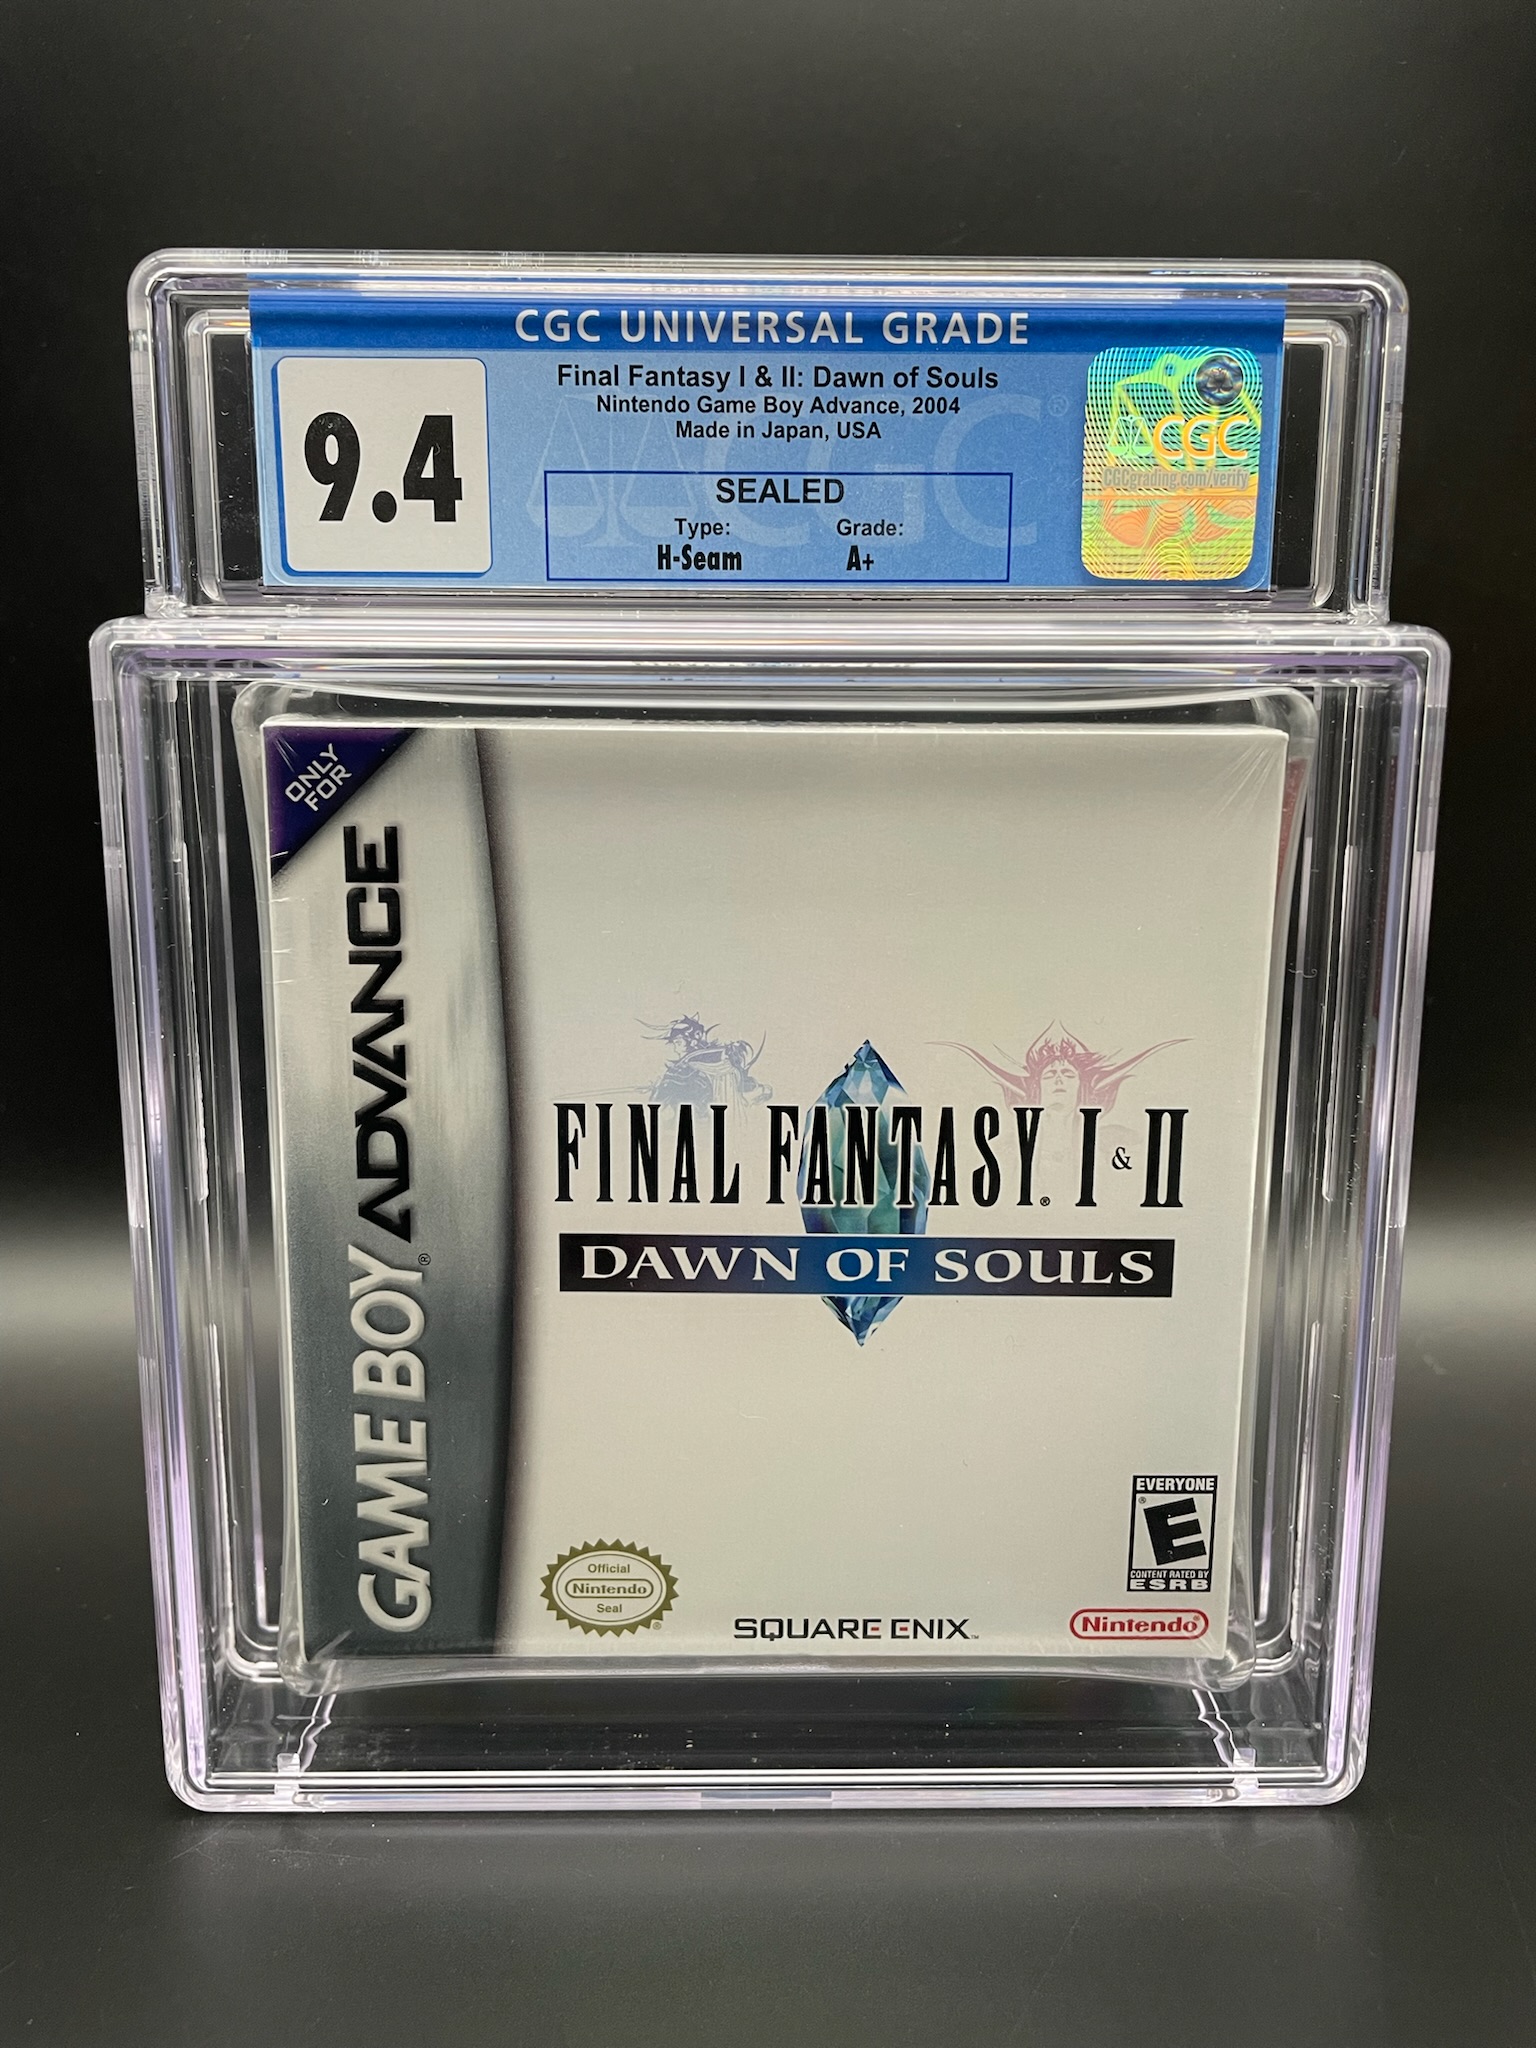 CGC UNIVERSAL GRADE
9.4
Final Fantasy I & II: Dawn of Souls
Nintendo Game Boy Advance, 2004
Made in Japan, USA
SEALED
Type: Grade:
H-Seam A+
CGC
CGCgrading.com/verify
CGC®
ONLY
FOR
GAME BOY ADVANCE®
FINAL FANTASY® I & II
DAWN OF SOULS
Official
Nintendo
Seal
®
SQUARE ENIX™
EVERYONE
E®
CONTENT RATED BY
ESRB
Nintendo®